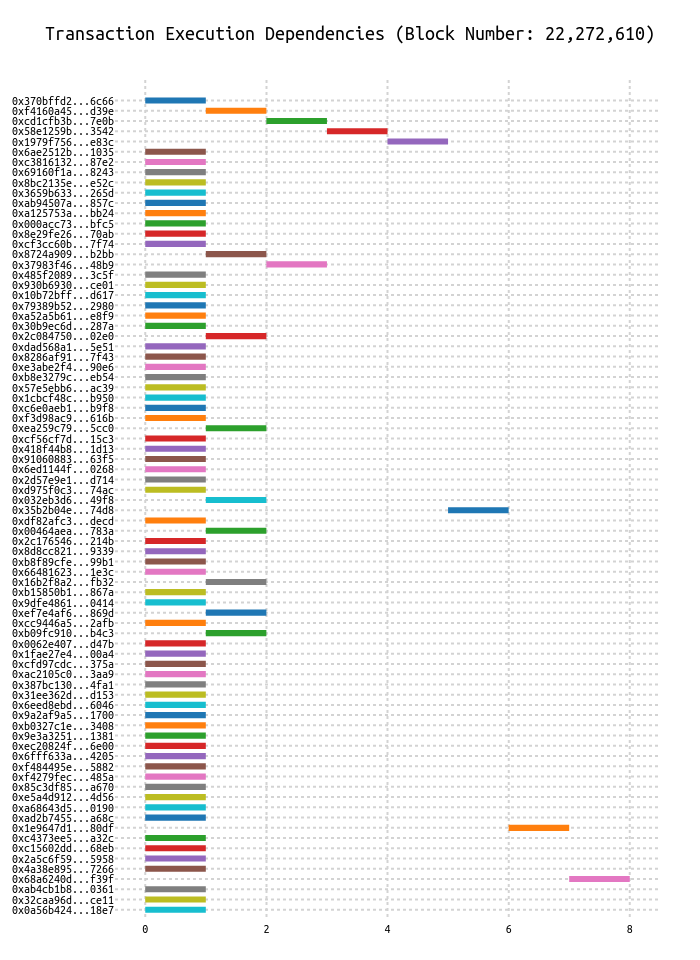 Transaction Execution Dependencies (Block Number: 22,272,610)
0x370bffd2...6c66
0xf4160a45...d39e
0xcd1cfb3b...7e0b
0x58e1259b...3542
0x1979f756...e83c
0x6ae2512b...1035
0xc3816132...87e2
0x69160f1a...8243
0x8bc2135e...e52c
0x3659b633...265d
0xab94507a...857c
0xa125753a...bb24
0x000acc73...bfc5
0x8e29fe26...70ab
0xcf3cc60b...7f74
0x8724a909...b2bb
0x37983f46...48b9
0x485f2089...3c5f
0x930b6930...ce01
0x10b72bff...d617
0x79389b52...2980
0xa52a5b61...e8f9
0x30b9ec6d...287a
0x2c084750...02e0
0xdad568a1...5e51
0x8286af91...7f43
0xe3abe2f4...90e6
0xb8e3279c...eb54
0x57e5ebb6...ac39
0x1cbcf48c...b950
0xc6e0aeb1...b9f8
0xf3d98ac9...616b
0xea259c79...5cc0
0xcf56cf7d...15c3
0x418f44b8...1d13
0x91060883...63f5
0x6ed1144f...0268
0x2d57e9e1...d714
0xd975f0c3...74ac
0x032eb3d6...49f8
0x35b2b04e...74d8
0xdf82afc3...decd
0x00464aea...783a
0x2c176546...214b
0x8d8cc821...9339
0xb8f89cfe...99b1
0x66481623...1e3c
0x16b2f8a2...fb32
0xb15850b1...867a
0x9dfe4861...0414
0xef7e4af6...869d
0xcc9446a5...2afb
0xb09fc910...b4c3
0x0062e407...d47b
0x1fae27e4...00a4
0xcfd97cdc...375a
0xac2105c0...3aa9
0x387bc130...4fa1
0x31ee362d...d153
0x6eed8ebd...6046
0x9a2af9a5...1700
0xb0327c1e...3408
0x9e3a3251...1381
0xec20824f...6e00
0x6fff633a...4205
0xf484495e...5882
0xf4279fec...485a
0x85c3df85...a670
0xe5a4d912...4d56
0xa68643d5...0190
0xad2b7455...a68c
0x1e9647d1...80df
0xc4373ee5...a32c
0xc15602dd...68eb
0x2a5c6f59...5958
0x4a38e895...7266
0x68a6240d...f39f
0xab4cb1b8...0361
0x32caa96d...ce11
0x0a56b424...18e7
0 2 4 6 8